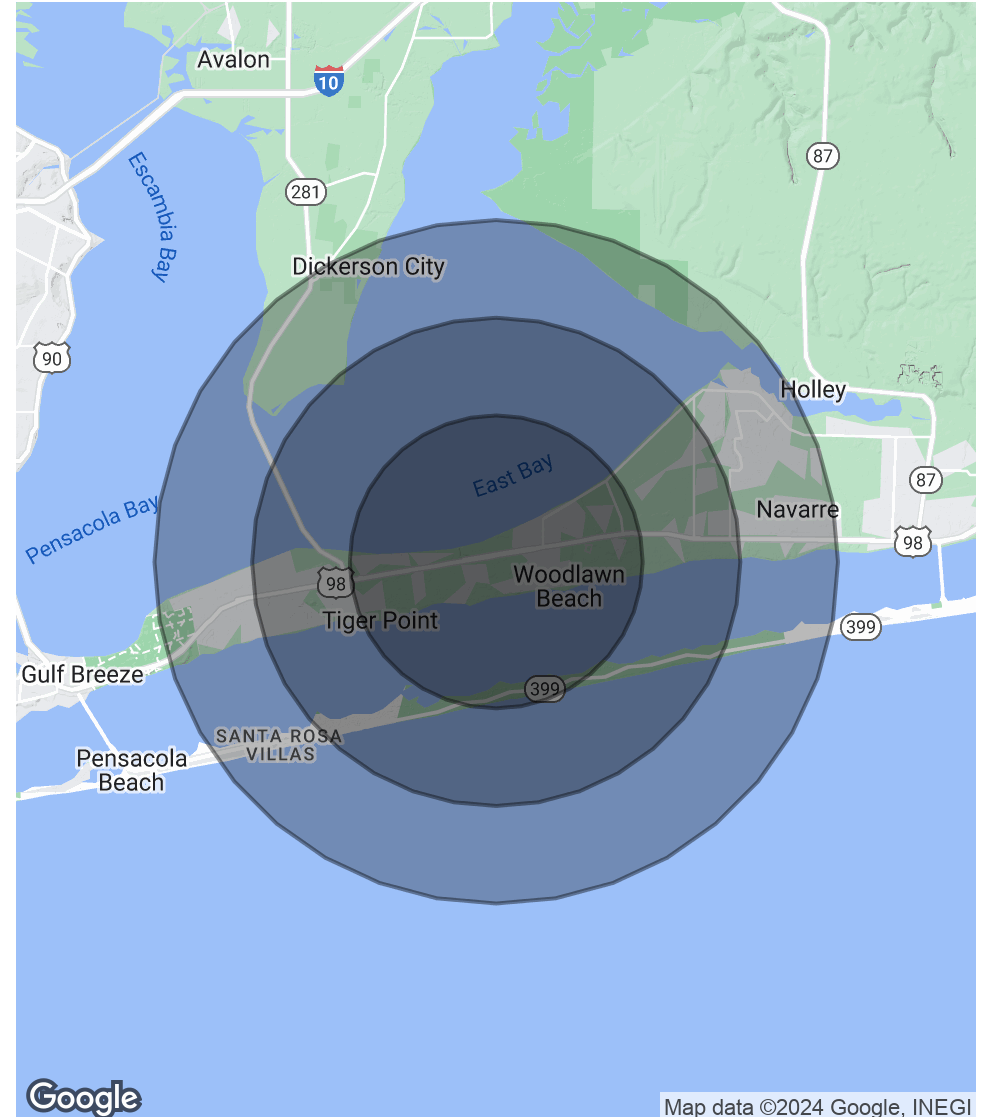 Avalon
10
Escambia Bay
87
281
Dickerson City
90
Holley
East Bay
87
Pensacola Bay
Navarre
98
98
Woodlawn
Beach
Tiger Point
399
Gulf Breeze
399
SANTA ROSA
VILLAS
Pensacola
Beach
Google
Map data ©2024 Google, INEGI